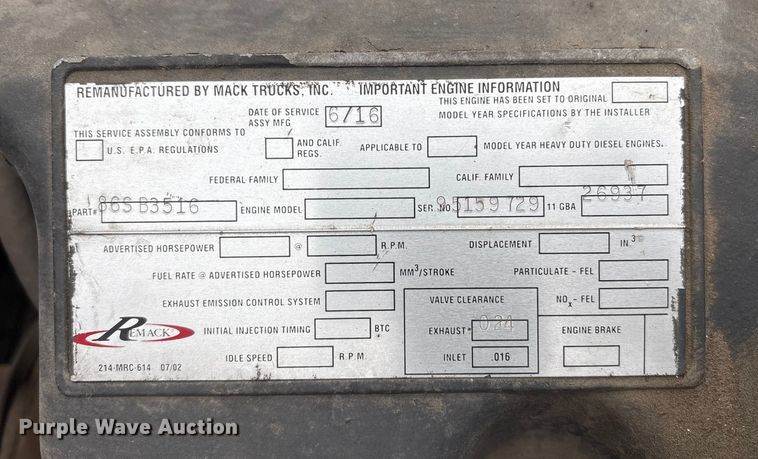 REMANUFACTURED BY MACK TRUCKS, INC. IMPORTANT ENGINE INFORMATION
DATE OF SERVICE ASSY MFG 6/16
THIS ENGINE HAS BEEN SET TO ORIGINAL
MODEL YEAR SPECIFICATIONS BY THE INSTALLER
THIS SERVICE ASSEMBLY CONFORMS TO
U.S. E.P.A. REGULATIONS
AND CALIF. REGS.
APPLICABLE TO
MODEL YEAR HEAVY DUTY DIESEL ENGINES.
FEDERAL FAMILY
CALIF. FAMILY
PART# 86SB3516 ENGINE MODEL SER. NO. 95159729 11 GBA 26937
ADVERTISED HORSEPOWER @ R.P.M. DISPLACEMENT IN.3
FUEL RATE @ ADVERTISED HORSEPOWER MM3/STROKE PARTICULATE - FEL
EXHAUST EMISSION CONTROL SYSTEM
VALVE CLEARANCE
NOx - FEL
REMACK
INITIAL INJECTION TIMING BTC
EXHAUST 024
ENGINE BRAKE
IDLE SPEED R.P.M.
INLET .016
214-MRC-614 07/02
Purple Wave Auction